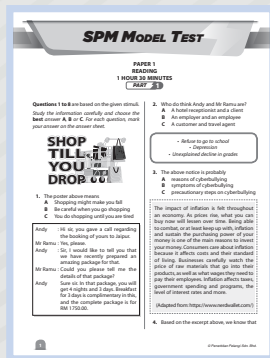 SPM MODEL TEST
PAPER 1
READING
1 HOUR 30 MINUTES
PART 1
Questions 1 to 8 are based on the given stimuli.
Study the information carefully and choose the
best answer A, B or C. For each question, mark
your answer on the answer sheet.
SHOP
TILL
YOU
DROP
1. The poster above means
A Shopping might make you fall
B Be careful when you go shopping
C You do shopping until you are tired
Andy : Hi sir, you gave a call regarding
the booking of yours to Jaipur.
Mr Ramu : Yes, please.
Andy : Sir, I would like to tell you that
we have recently prepared an
amazing package for that.
Mr Ramu : Could you please tell me the
details of that package?
Andy : Sure sir. In that package, you will
get 4 nights and 3 days. Breakfast
for 3 days is complimentary in this,
and the complete package is for
RM 1750.00.
2. Who do think Andy and Mr Ramu are?
A A hotel receptionist and a client
B An employer and an employee
C A customer and travel agent
• Refuse to go to school
• Depression
• Unexplained decline in grades
3. The above notice is probably
A reasons of cyberbullying
B symptoms of cyberbullying
C precautionary steps on cyberbullying
The impact of inflation is felt throughout
an economy. As prices rise, what you can
buy now will lessen over time. Being able
to combat, or at least keep up with, inflation
and sustain the purchasing power of your
money is one of the main reasons to invest
your money. Consumers care about inflation
because it affects costs and their standard
of living. Businesses carefully watch the
price of raw materials that go into their
products, as well as what wages they need to
pay their employees. Inflation affects taxes,
government spending and programs, the
level of interest rates and more.
(Adapted from: https://www.nerdwallet.com/)
4. Based on the excerpt above, we know that
1
© Penerbitan Pelangi Sdn. Bhd.